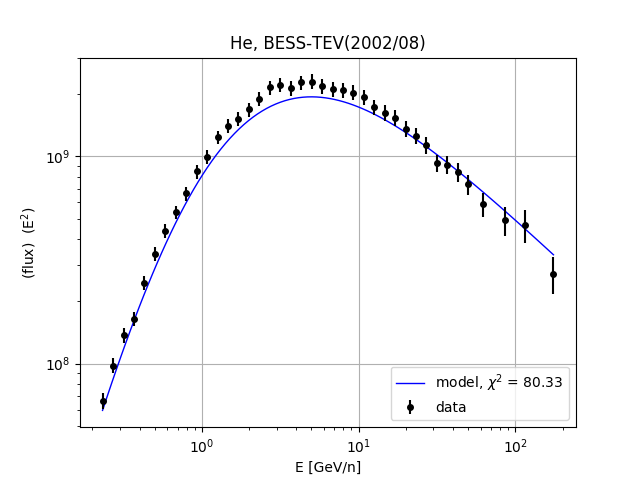 He, BESS-TEV(2002/08)
(flux) (E²)
10⁹
10⁸
10⁰ 10¹ 10²
E [GeV/n]
model, χ² = 80.33
data